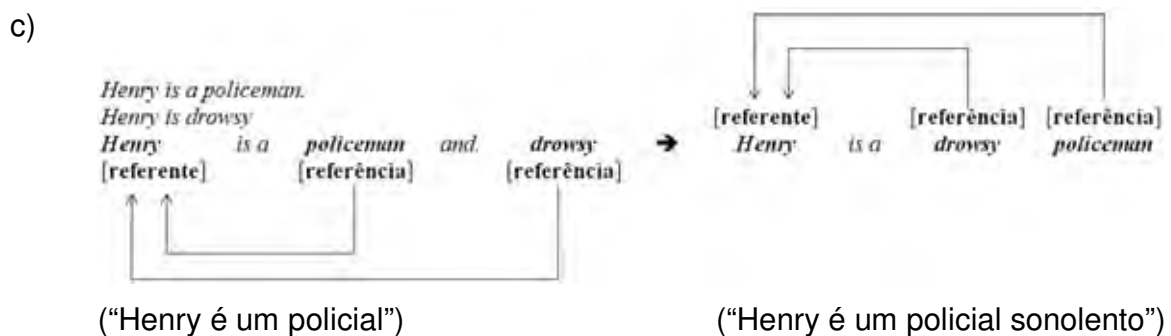 c)
Henry is a policeman.
Henry is drowsy
Henry is a policeman and. drowsy
[referente] [referência] [referência]
[referente] [referência] [referência]
Henry is a drowsy policeman
(“Henry é um policial”) (“Henry é um policial sonolento”)